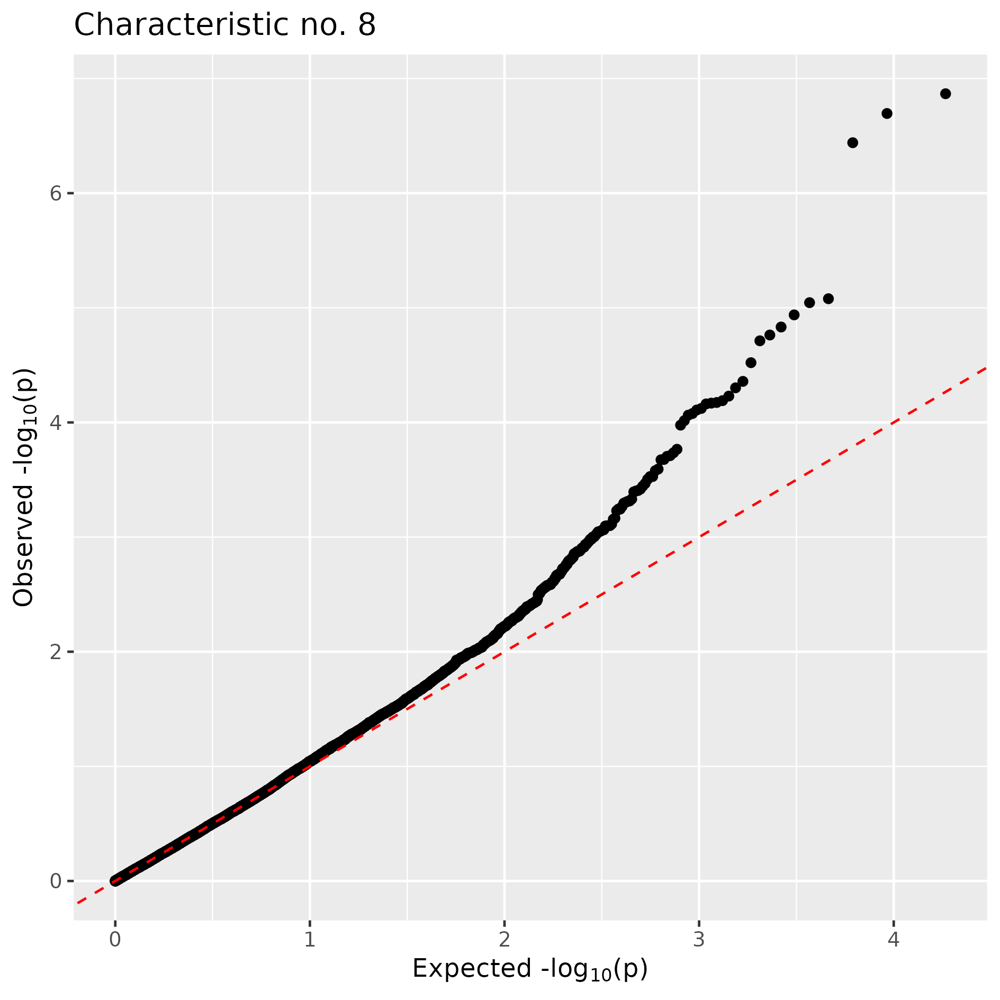 Characteristic no. 8
Observed -log₁₀(p)
6
4
2
0
0 1 2 3 4
Expected -log₁₀(p)